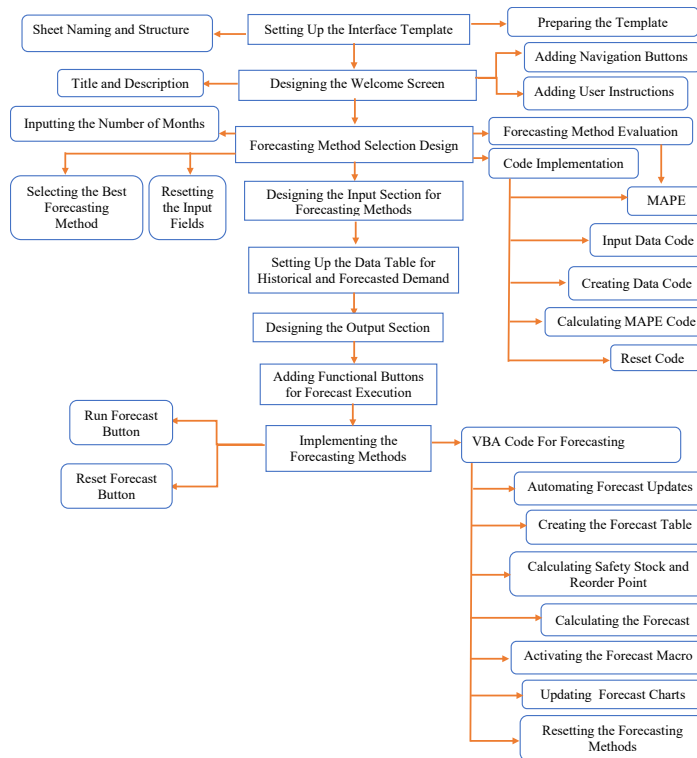 Sheet Naming and Structure
Setting Up the Interface Template
Preparing the Template
Adding Navigation Buttons
Title and Description
Designing the Welcome Screen
Adding User Instructions
Inputting the Number of Months
Forecasting Method Evaluation
Forecasting Method Selection Design
Code Implementation
Selecting the Best
Forecasting
Method
Resetting
the Input
Fields
Designing the Input Section for
Forecasting Methods
MAPE
Input Data Code
Setting Up the Data Table for
Historical and Forecasted Demand
Creating Data Code
Designing the Output Section
Calculating MAPE Code
Reset Code
Adding Functional Buttons
for Forecast Execution
Run Forecast
Button
Implementing the
Forecasting Methods
VBA Code For Forecasting
Reset Forecast
Button
Automating Forecast Updates
Creating the Forecast Table
Calculating Safety Stock and
Reorder Point
Calculating the Forecast
Activating the Forecast Macro
Updating Forecast Charts
Resetting the Forecasting
Methods